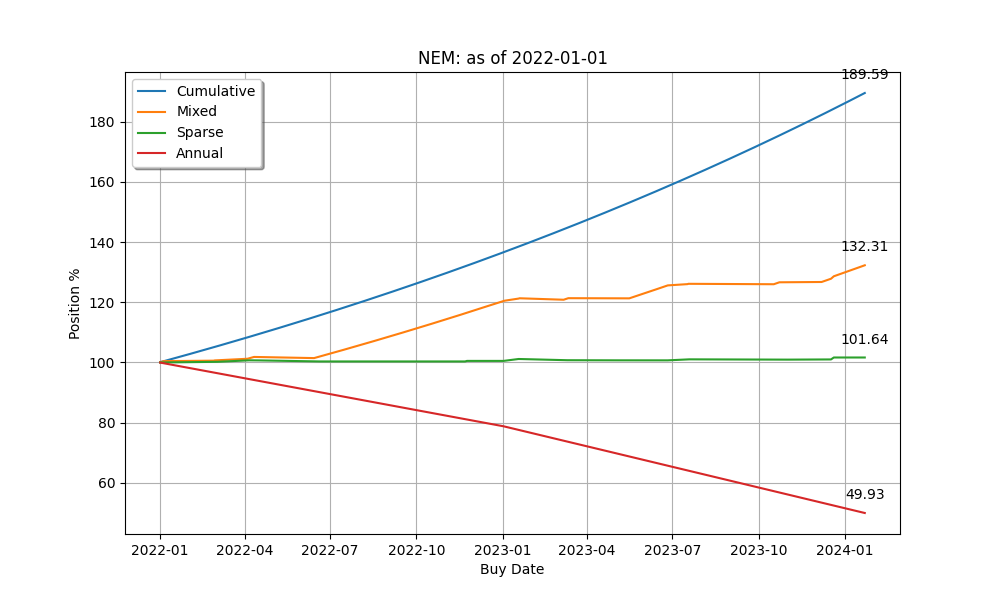 NEM: as of 2022-01-01
189.59
Cumulative
Mixed
Sparse
Annual
180
160
140
120
100
80
60
132.31
101.64
49.93
Position %
2022-01 2022-04 2022-07 2022-10 2023-01 2023-04 2023-07 2023-10 2024-01
Buy Date